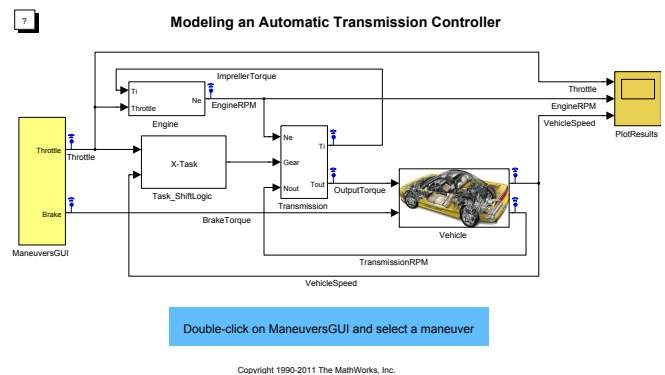 ?
Modeling an Automatic Transmission Controller
ImprellerTorque
Ti
Throttle
Ne
Engine
EngineRPM
Throttle
EngineRPM
VehicleSpeed
PlotResults
Throttle
Throttle
Brake
ManeuversGUI
X-Task
Task_ShiftLogic
Ne
Gear
Nout
Ti
Tout
Transmission
OutputTorque
BrakeTorque
Vehicle
TransmissionRPM
VehicleSpeed
Double-click on ManeuversGUI and select a maneuver
Copyright 1990-2011 The MathWorks, Inc.